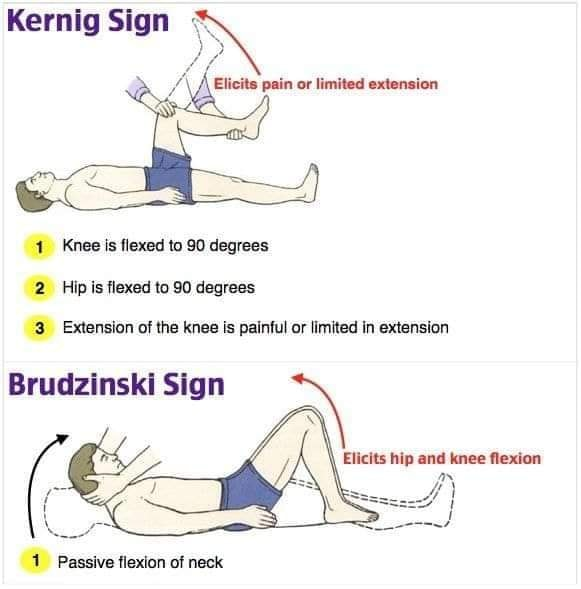 Kernig Sign
Elicits pain or limited extension
1 Knee is flexed to 90 degrees
2 Hip is flexed to 90 degrees
3 Extension of the knee is painful or limited in extension
Brudzinski Sign
Elicits hip and knee flexion
1 Passive flexion of neck